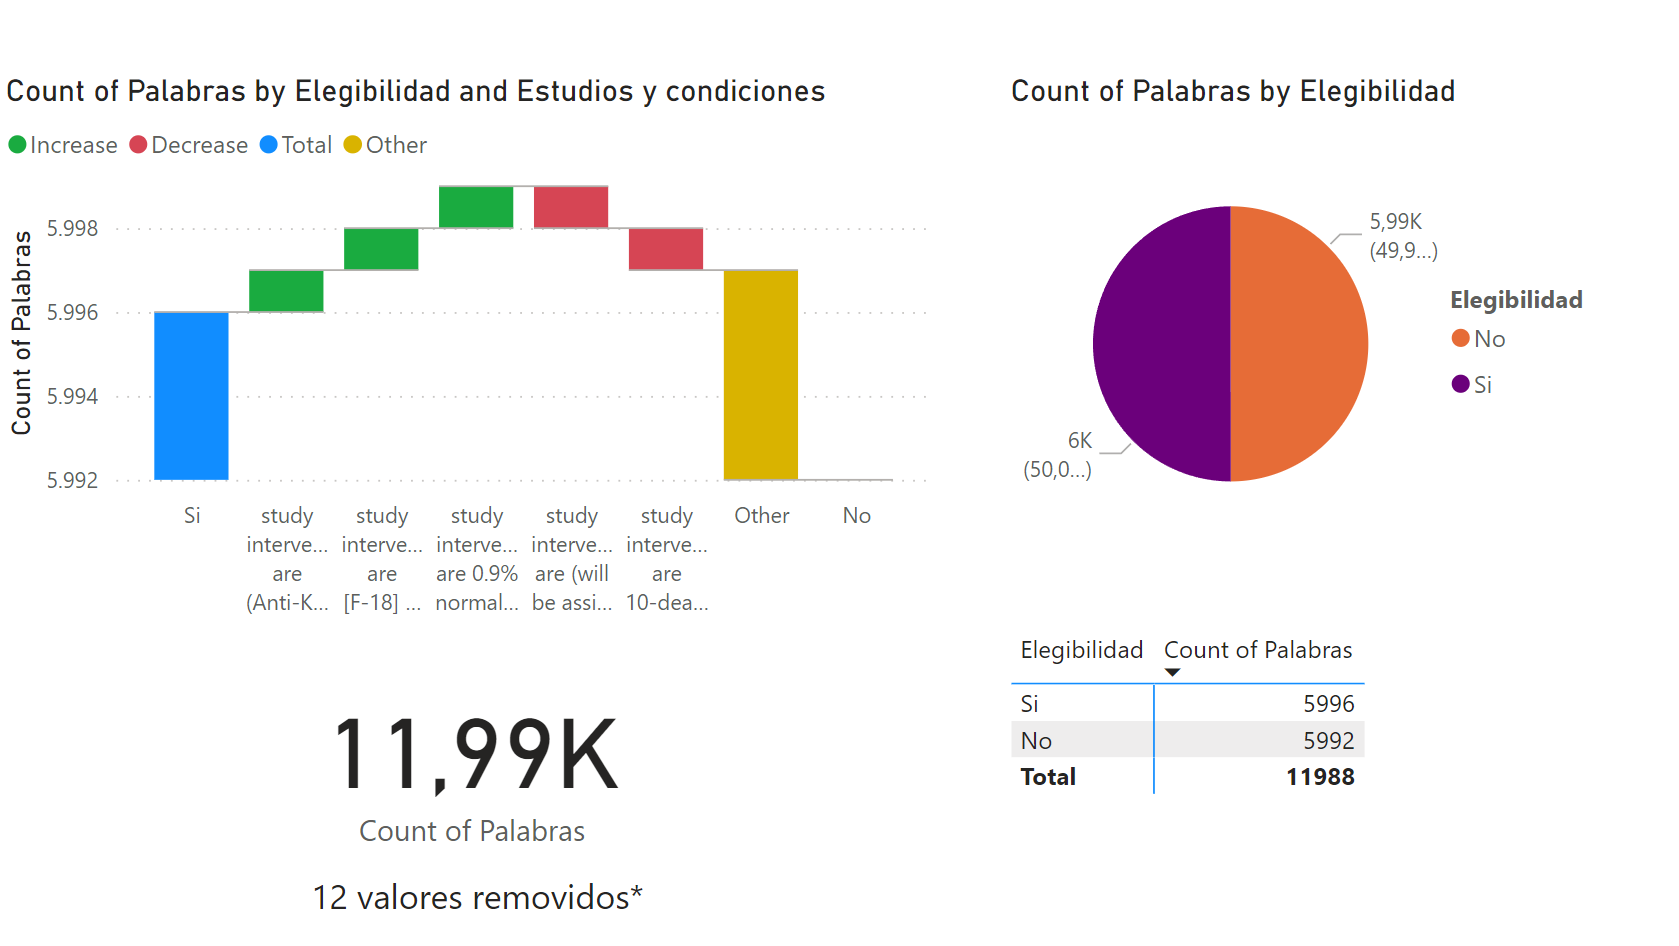 Count of Palabras by Elegibilidad and Estudios y condiciones
Increase Decrease Total Other
Count of Palabras
5.998
5.996
5.994
5.992
Si
study interve... are (Anti-K...
study interve... are [F-18] ...
study interve... are 0.9% normal...
study interve... are (will be assi...
study interve... are 10-dea...
Other
No
11,99K
Count of Palabras
12 valores removidos*
Count of Palabras by Elegibilidad
5,99K
(49,9...)
6K
(50,0...)
Elegibilidad
No
Si
Elegibilidad Count of Palabras
Si 5996
No 5992
Total 11988